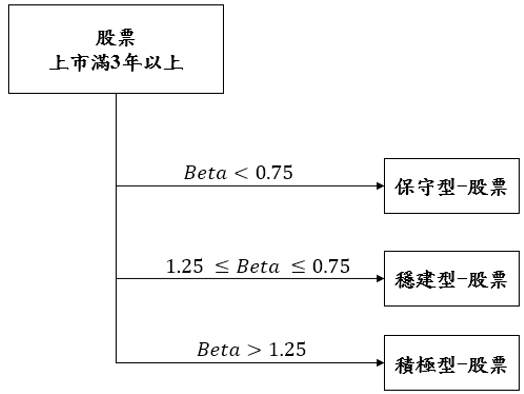 股票
上市滿3年以上
Beta < 0.75
保守型-股票
1.25 ≤ Beta ≤ 0.75
穩建型-股票
Beta > 1.25
積極型-股票